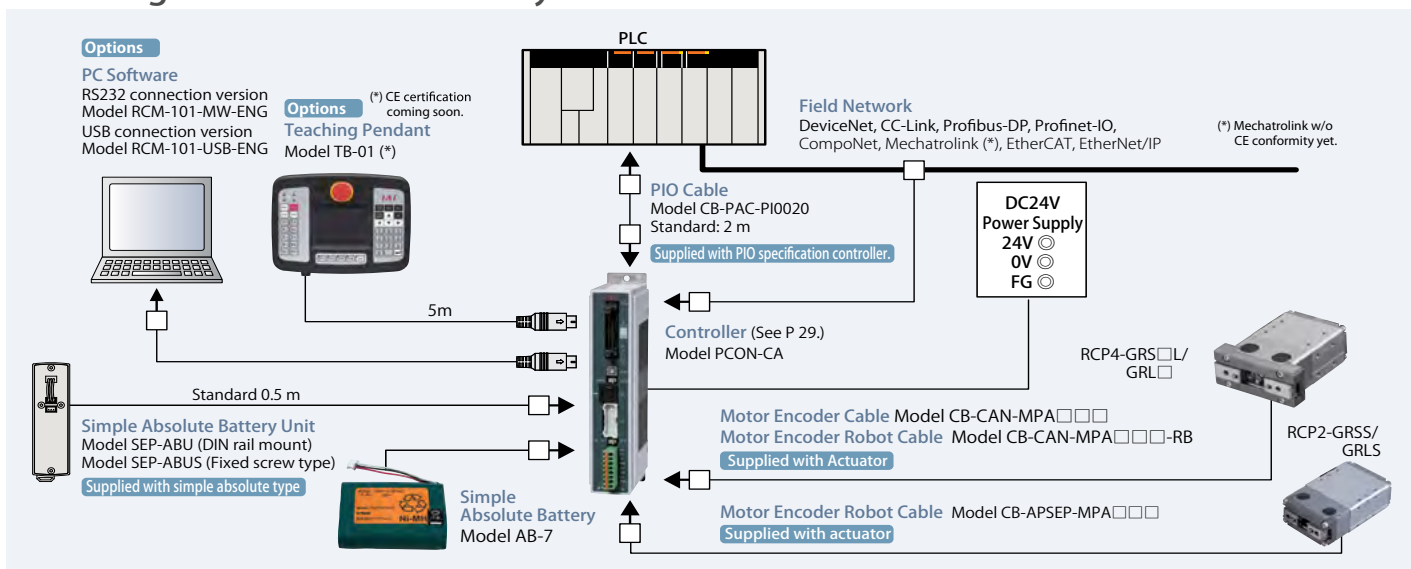 Options
PC Software
RS232 connection version
Model RCM-101-MW-ENG
USB connection version
Model RCM-101-USB-ENG
Options
(*) CE certification
coming soon.
Teaching Pendant
Model TB-01 (*)
PLC
Field Network
DeviceNet, CC-Link, Profibus-DP, Profinet-IO,
CompoNet, Mechatrolink (*), EtherCAT, EtherNet/IP
(*) Mechatrolink w/o
CE conformity yet.
PIO Cable
Model CB-PAC-PI0020
Standard: 2 m
Supplied with PIO specification controller.
DC24V
Power Supply
24V ◎
0V ◎
FG ◎
IAI
5m
Controller (See P 29.)
Model PCON-CA
RCP4-GRS□L/
GRL□
Standard 0.5 m
Simple Absolute Battery Unit
Model SEP-ABU (DIN rail mount)
Model SEP-ABUS (Fixed screw type)
Supplied with simple absolute type
Motor Encoder Cable Model CB-CAN-MPA□□□
Motor Encoder Robot Cable Model CB-CAN-MPA□□□-RB
Supplied with Actuator
RCP2-GRSS/
GRLS
Ni-MH
Simple
Absolute Battery
Model AB-7
Motor Encoder Robot Cable Model CB-APSEP-MPA□□□
Supplied with actuator